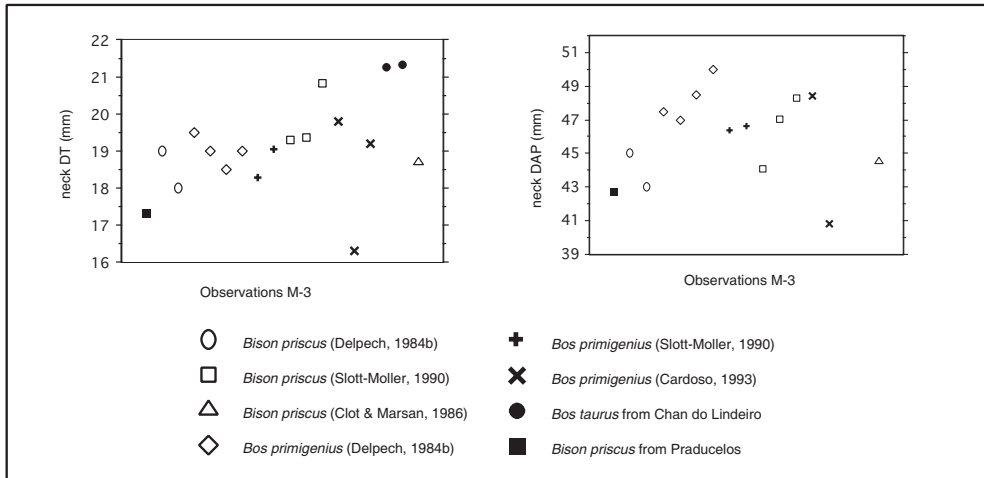 22
21
20
19
18
17
16
neck DT (mm)
Observations M-3
51
49
47
45
43
41
39
neck DAP (mm)
Observations M-3
Bison priscus (Delpech, 1984b)
Bison priscus (Slott-Moller, 1990)
Bison priscus (Clot & Marsan, 1986)
Bos primigenius (Delpech, 1984b)
Bos primigenius (Slott-Moller, 1990)
Bos primigenius (Cardoso, 1993)
Bos taurus from Chan do Lindeiro
Bison priscus from Praducelos